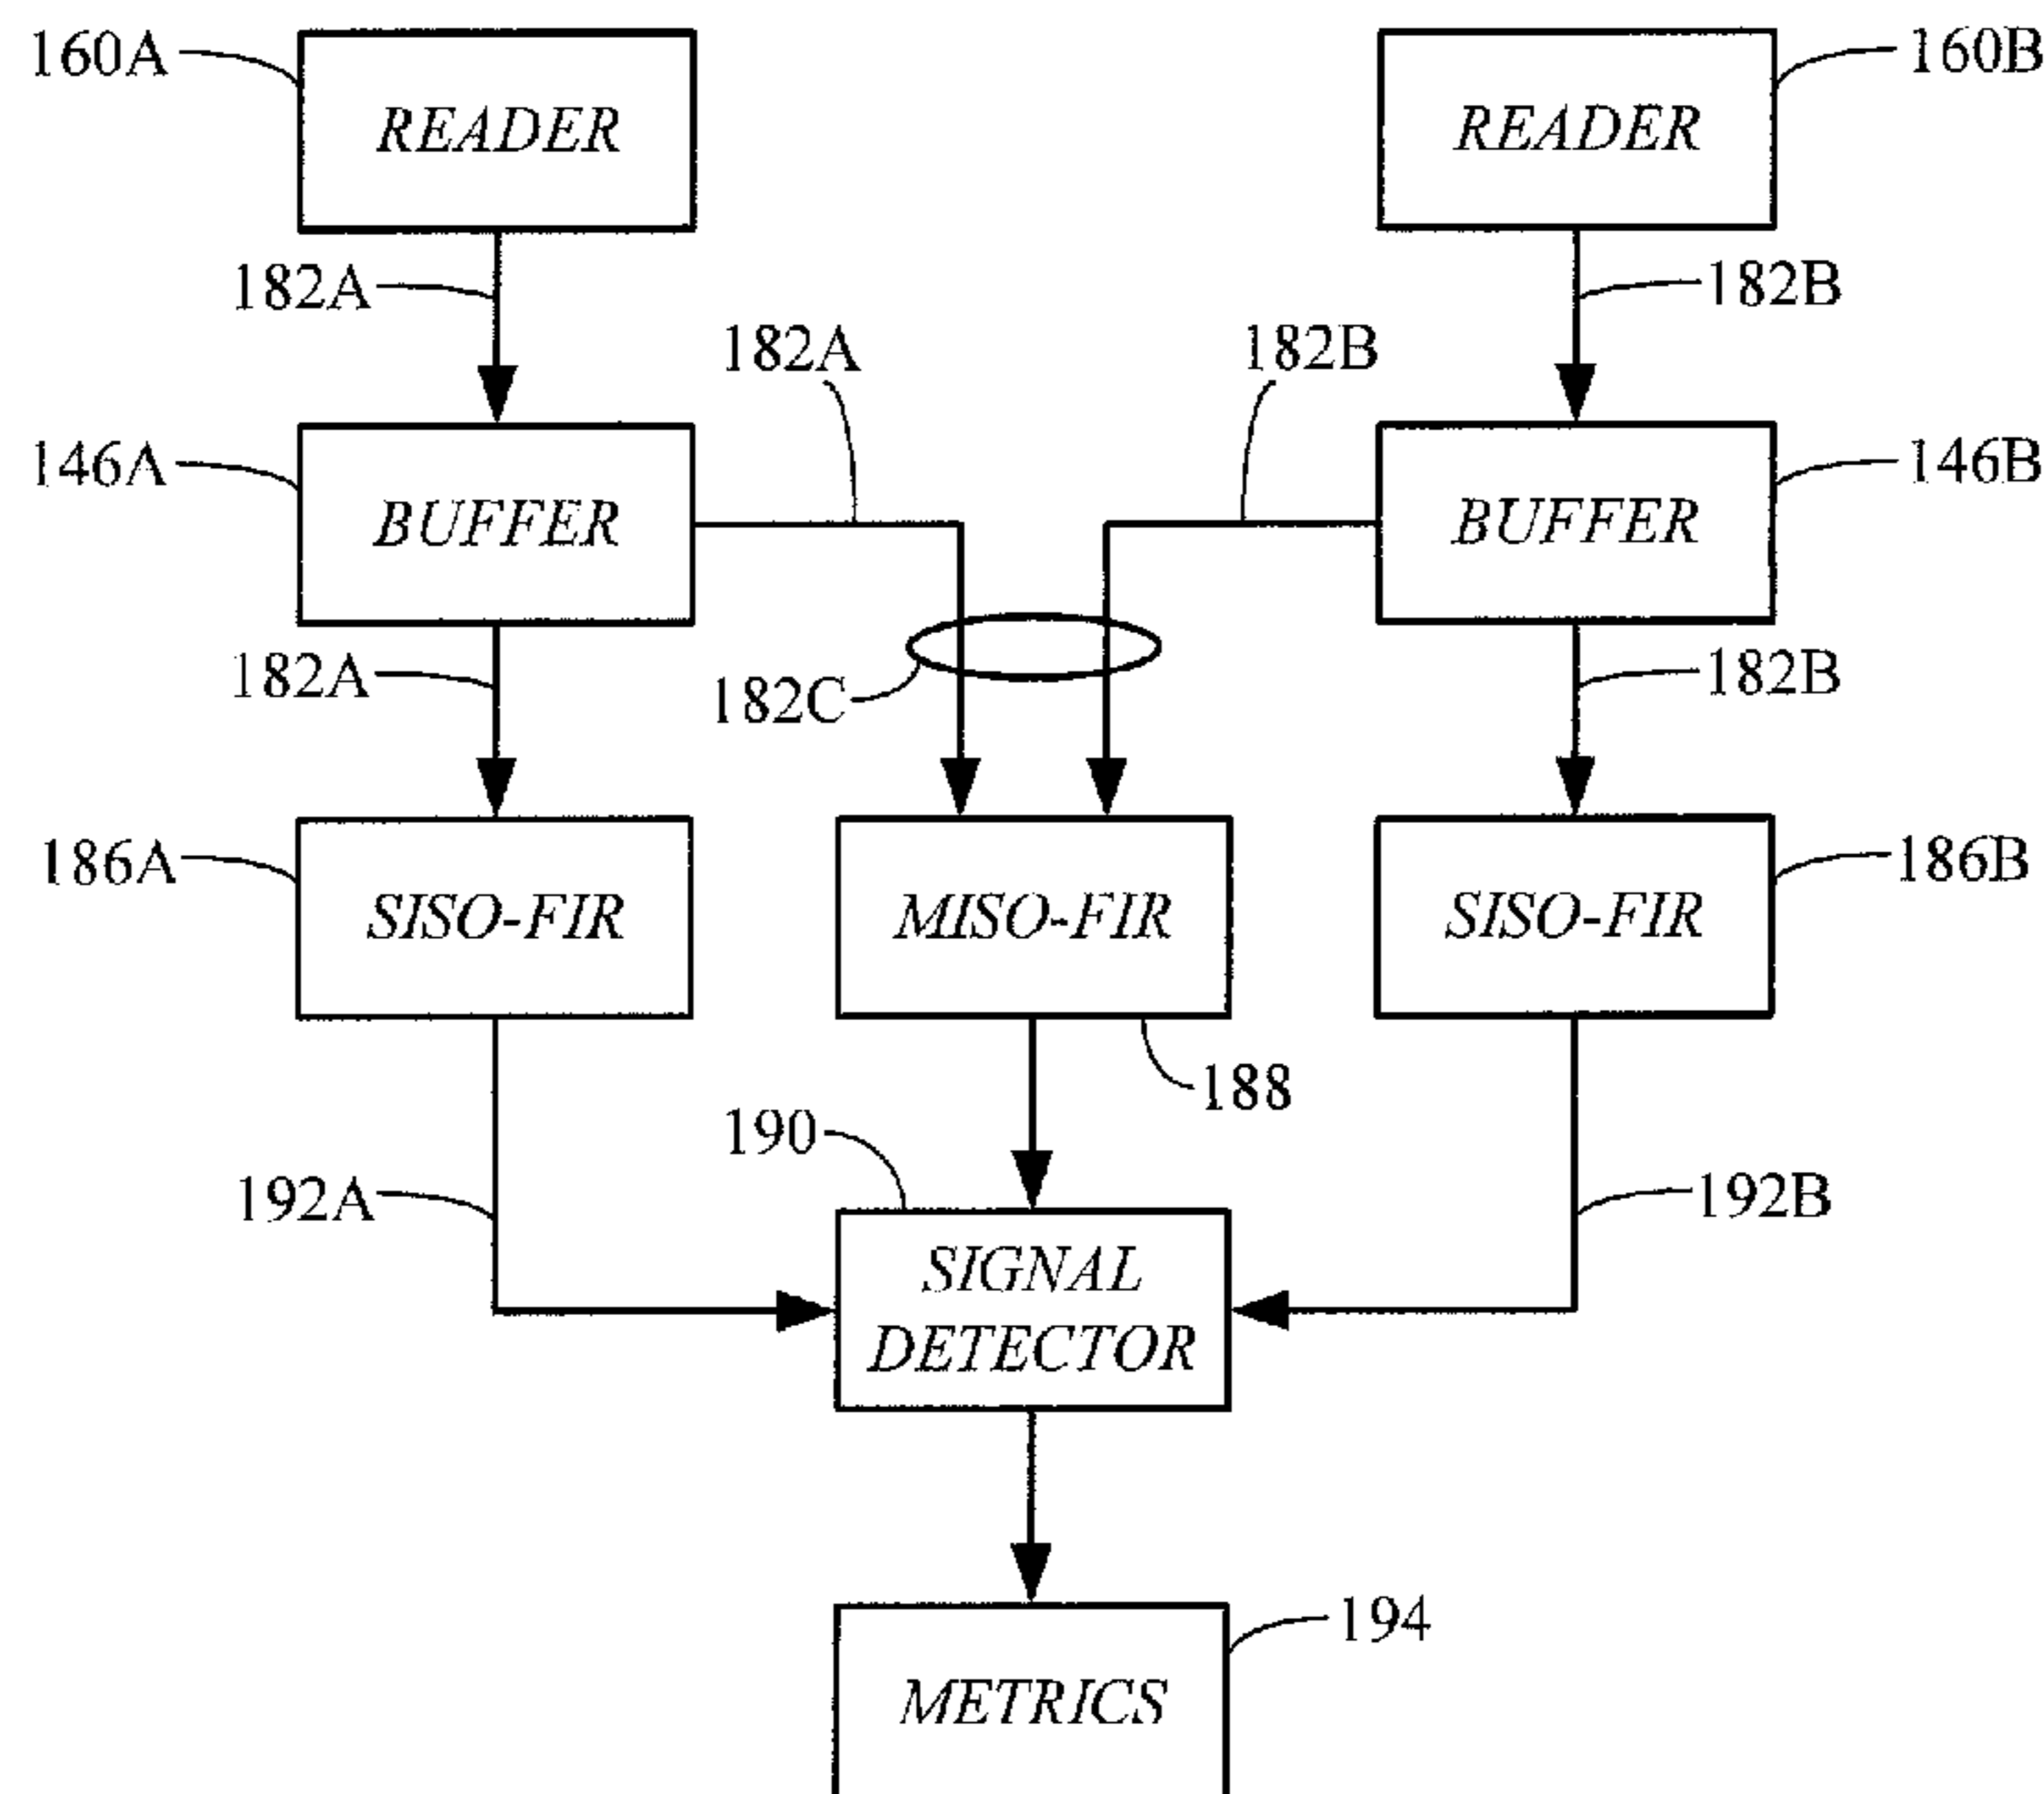 160A
READER
160B
READER
182A
182B
182A
182B
146A
BUFFER
146B
BUFFER
182A
182C
182B
186A
SISO-FIR
MISO-FIR
186B
SISO-FIR
188
190
192A
192B
SIGNAL
DETECTOR
194
METRICS